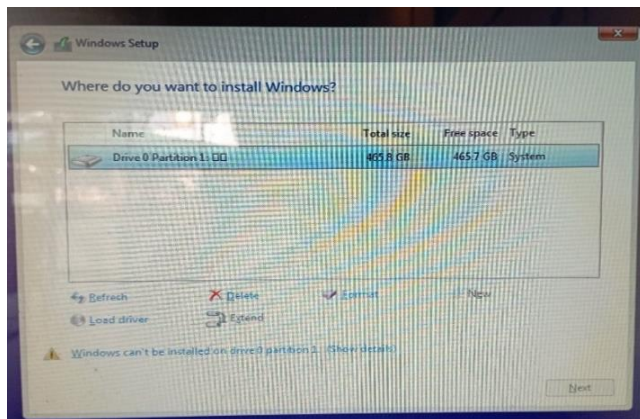 Windows Setup
Where do you want to install Windows?
Name Total size Free space Type
Drive 0 Partition 1: □□ 465.8 GB 465.7 GB System
Refresh Delete Format New
Load driver Extend
Windows can't be installed on drive 0 partition 1. (Show details)
Next